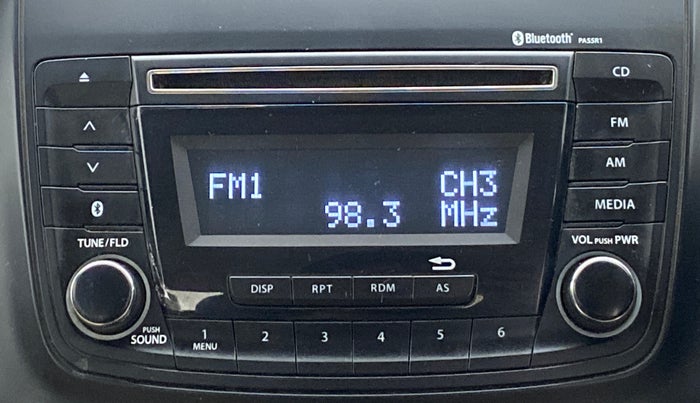 Bluetooth PASSR1
CD
FM
AM
MEDIA
FM1 CH3
98.3 MHz
TUNE/FLD
VOL PUSH PWR
DISP RPT RDM AS
PUSH
SOUND
1 2 3 4 5 6
MENU